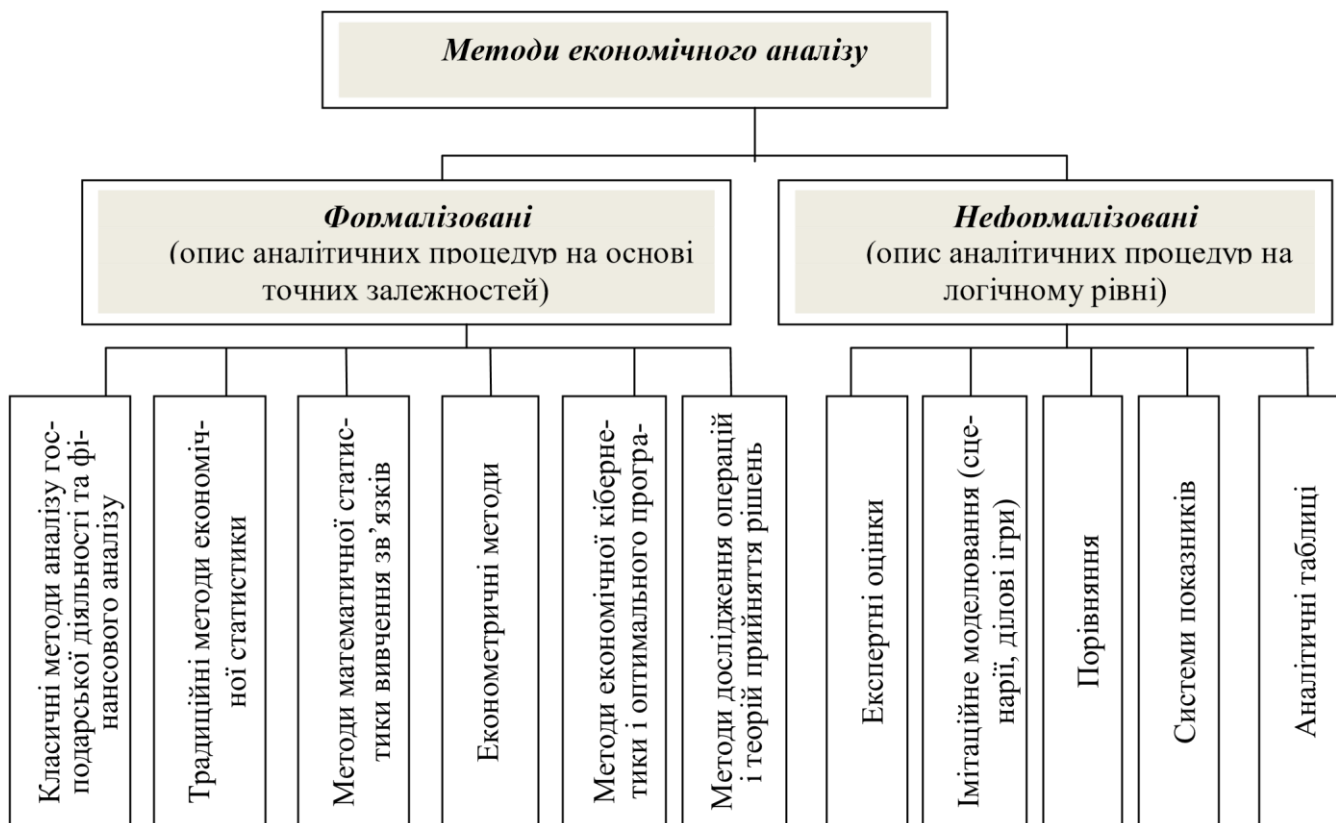 Методи економічного аналізу
Формалізовані
(опис аналітичних процедур на основі
точних залежностей)
Неформалізовані
(опис аналітичних процедур на
логічному рівні)
Класичні методи аналізу гос-
подарської діяльності та фі-
нансового аналізу
Традиційні методи економіч-
ної статистики
Методи математичної статис-
тики вивчення зв’язків
Економетричні методи
Методи економічної кіберне-
тики і оптимального програ-
Методи дослідження операцій
і теорій прийняття рішень
Експертні оцінки
Імітаційне моделювання (сце-
нарії, ділові ігри)
Порівняння
Системи показників
Аналітичні таблиці